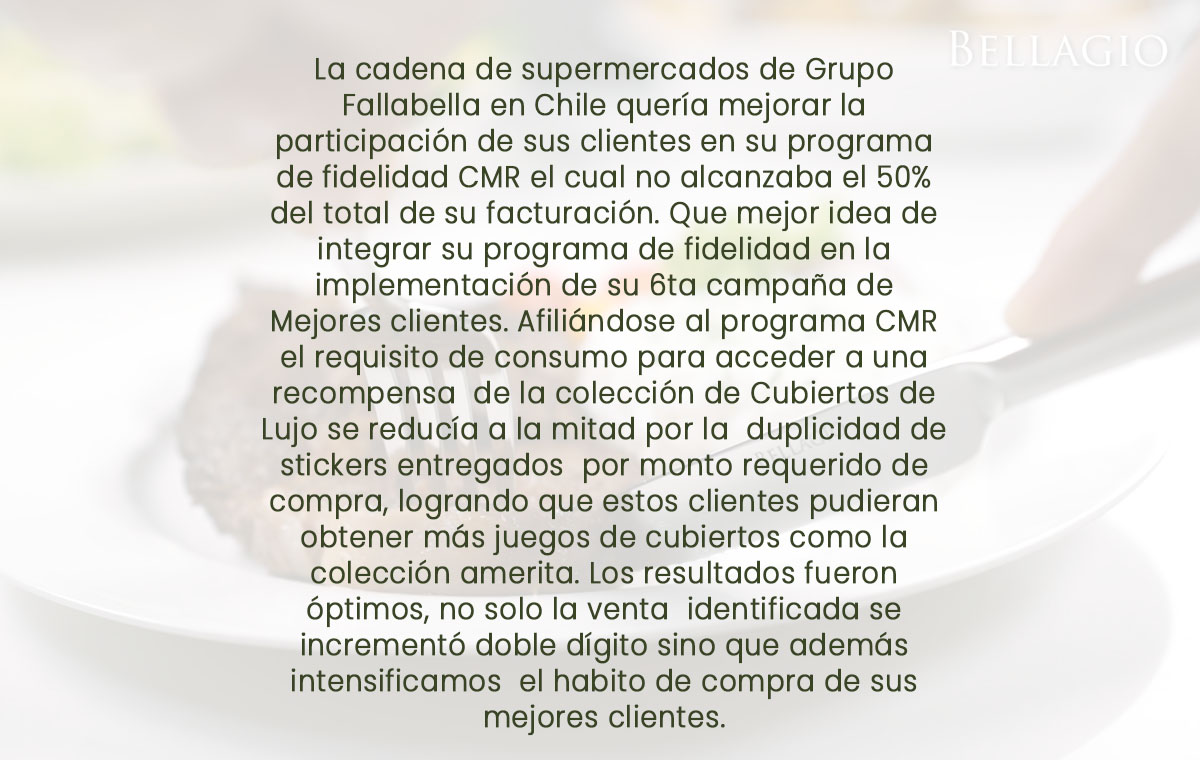 BELLAGIO
La cadena de supermercados de Grupo
Fallabella en Chile quería mejorar la
participación de sus clientes en su programa
de fidelidad CMR el cual no alcanzaba el 50%
del total de su facturación. Que mejor idea de
integrar su programa de fidelidad en la
implementación de su 6ta campaña de
Mejores clientes. Afiliándose al programa CMR
el requisito de consumo para acceder a una
recompensa  de la colección de Cubiertos de
Lujo se reducía a la mitad por la  duplicidad de
stickers entregados  por monto requerido de
compra, logrando que estos clientes pudieran
obtener más juegos de cubiertos como la
colección amerita. Los resultados fueron
óptimos, no solo la venta  identificada se
incrementó doble dígito sino que además
intensificamos  el habito de compra de sus
mejores clientes.
BELLAGIO